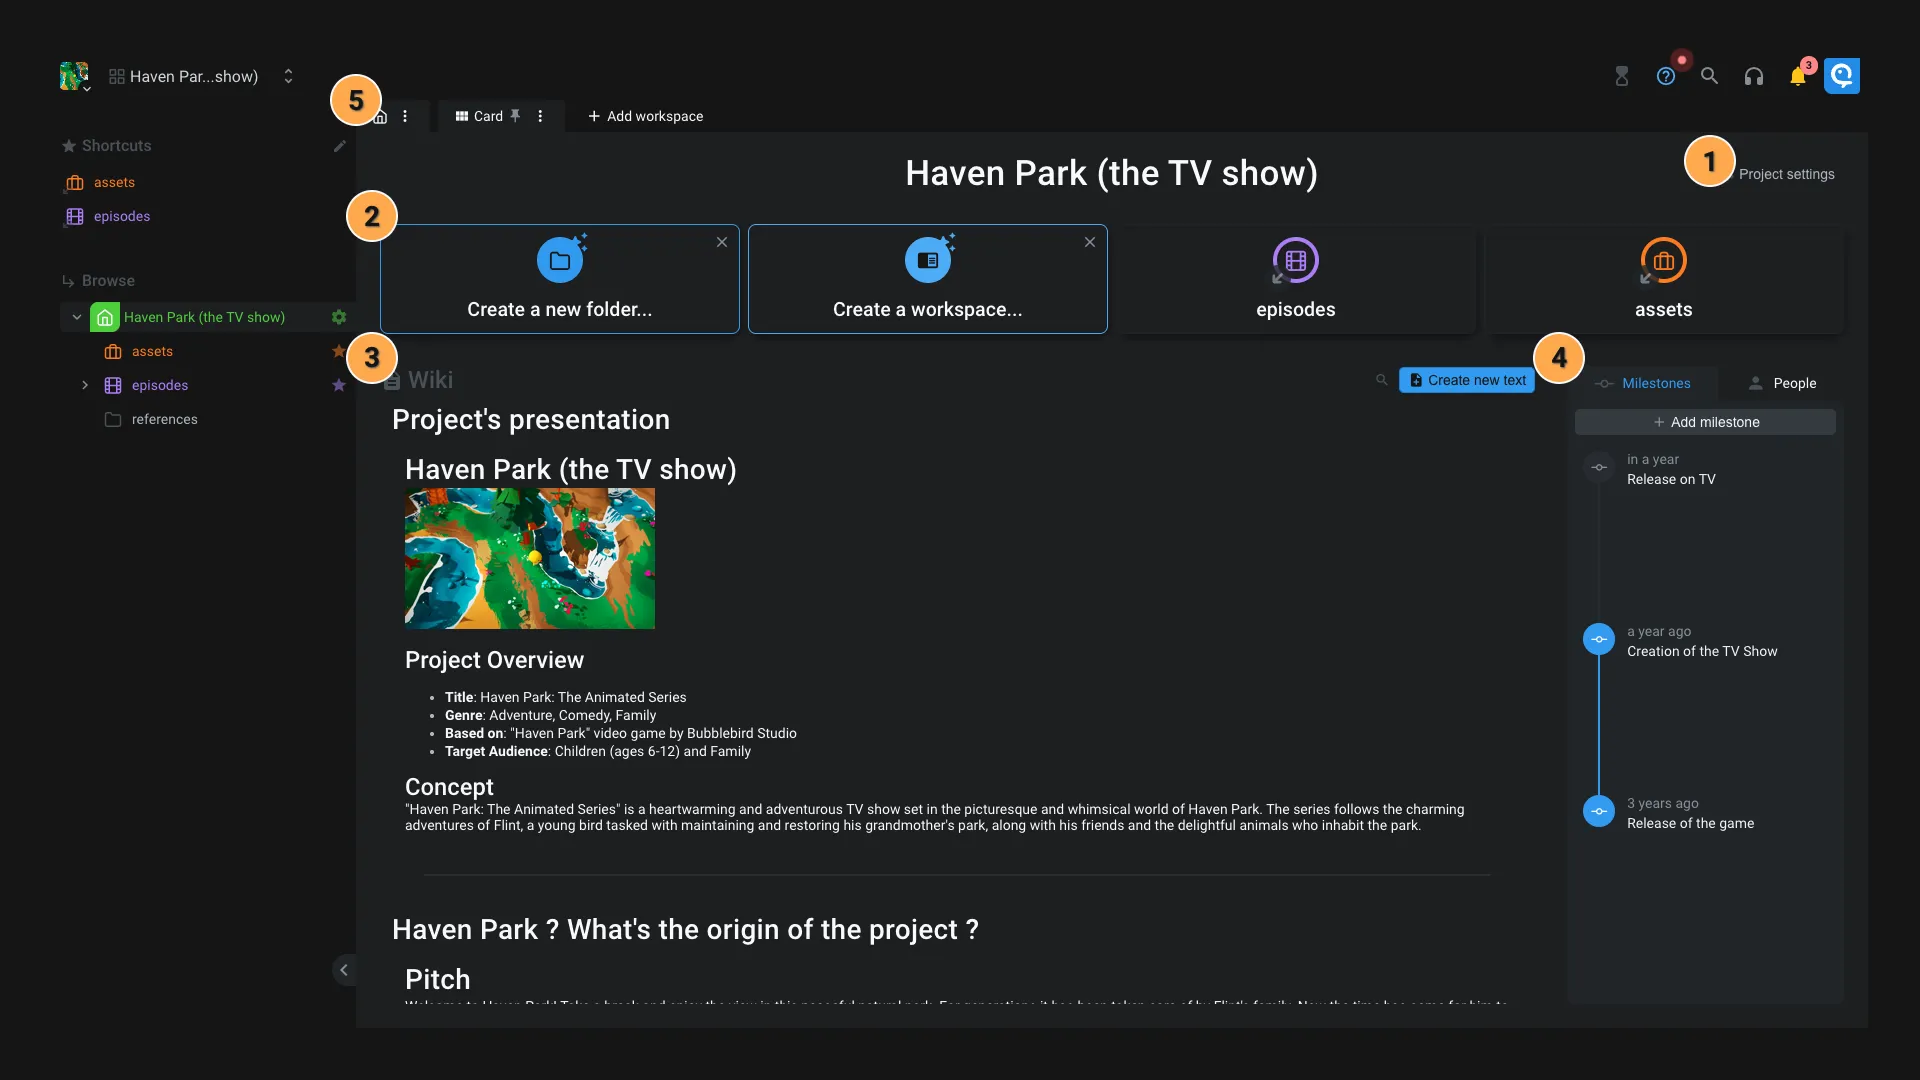 Haven Par...show)
3
5
Card
Add workspace
Shortcuts
assets
episodes
Haven Park (the TV show)
1
Project settings
2
Create a new folder...
Create a workspace...
episodes
assets
Browse
Haven Park (the TV show)
assets
episodes
references
3
Wiki
Create new text
4
Milestones
People
Project's presentation
Haven Park (the TV show)
Project Overview
Title: Haven Park: The Animated Series
Genre: Adventure, Comedy, Family
Based on: "Haven Park" video game by Bubblebird Studio
Target Audience: Children (ages 6-12) and Family
Concept
"Haven Park: The Animated Series" is a heartwarming and adventurous TV show set in the picturesque and whimsical world of Haven Park. The series follows the charming
adventures of Flint, a young bird tasked with maintaining and restoring his grandmother's park, along with his friends and the delightful animals who inhabit the park.
Haven Park ? What's the origin of the project ?
Pitch
Add milestone
in a year
Release on TV
a year ago
Creation of the TV Show
3 years ago
Release of the game